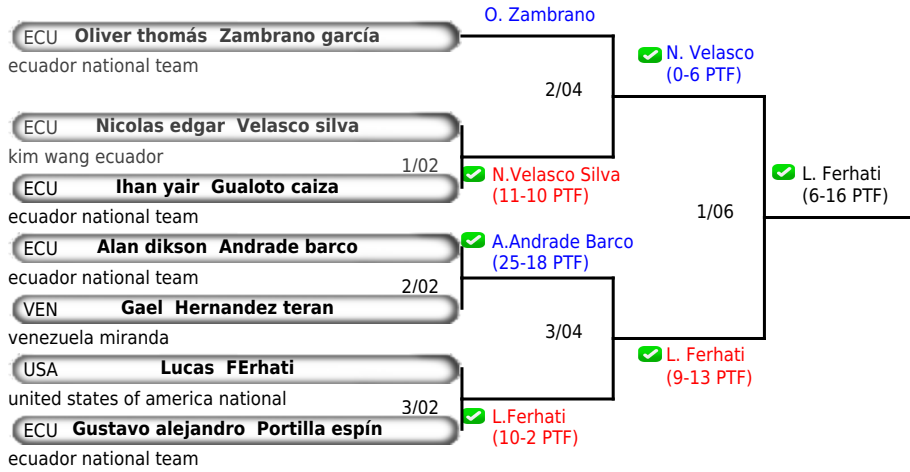 O. Zambrano
ECU Oliver thomás Zambrano garcía
ecuador national team
N. Velasco
(0-6 PTF)
2/04
ECU Nicolas edgar Velasco silva
kim wang ecuador
1/02
N.Velasco Silva
(11-10 PTF)
ECU Ihan yair Gualoto caiza
ecuador national team
L. Ferhati
(6-16 PTF)
1/06
ECU Alan dikson Andrade barco
ecuador national team
A.Andrade Barco
(25-18 PTF)
2/02
VEN Gael Hernandez teran
venezuela miranda
3/04
USA Lucas FErhati
united states of america national
L. Ferhati
(9-13 PTF)
3/02
L.Ferhati
(10-2 PTF)
ECU Gustavo alejandro Portilla espín
ecuador national team